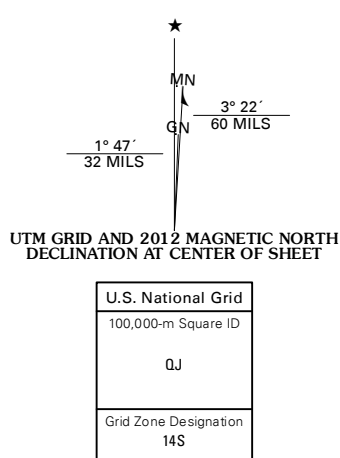 ★
MN
3° 22´
60 MILS
GN
1° 47´
32 MILS
UTM GRID AND 2012 MAGNETIC NORTH
DECLINATION AT CENTER OF SHEET
U.S. National Grid
100,000-m Square ID
QJ
Grid Zone Designation
14S